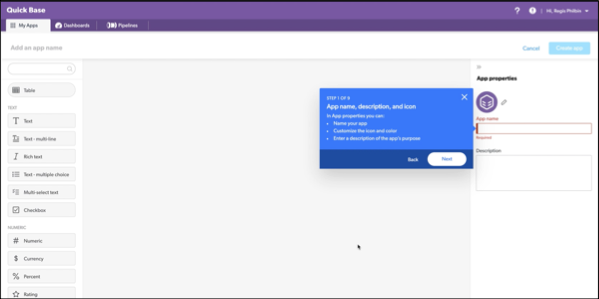 Quick Base
Hi, Regis Philbin
My Apps
Dashboards
Pipelines
Add an app name
Cancel
Create app
Table
TEXT
Text
Text - multi-line
Rich text
Text - multiple choice
Multi-select text
Checkbox
NUMERIC
Numeric
Currency
Percent
Rating
STEP 1 OF 9
App name, description, and icon
In App properties you can:
• Name your app
• Customize the icon and color
• Enter a description of the app's purpose
Back
Next
App properties
App name
Required
Description